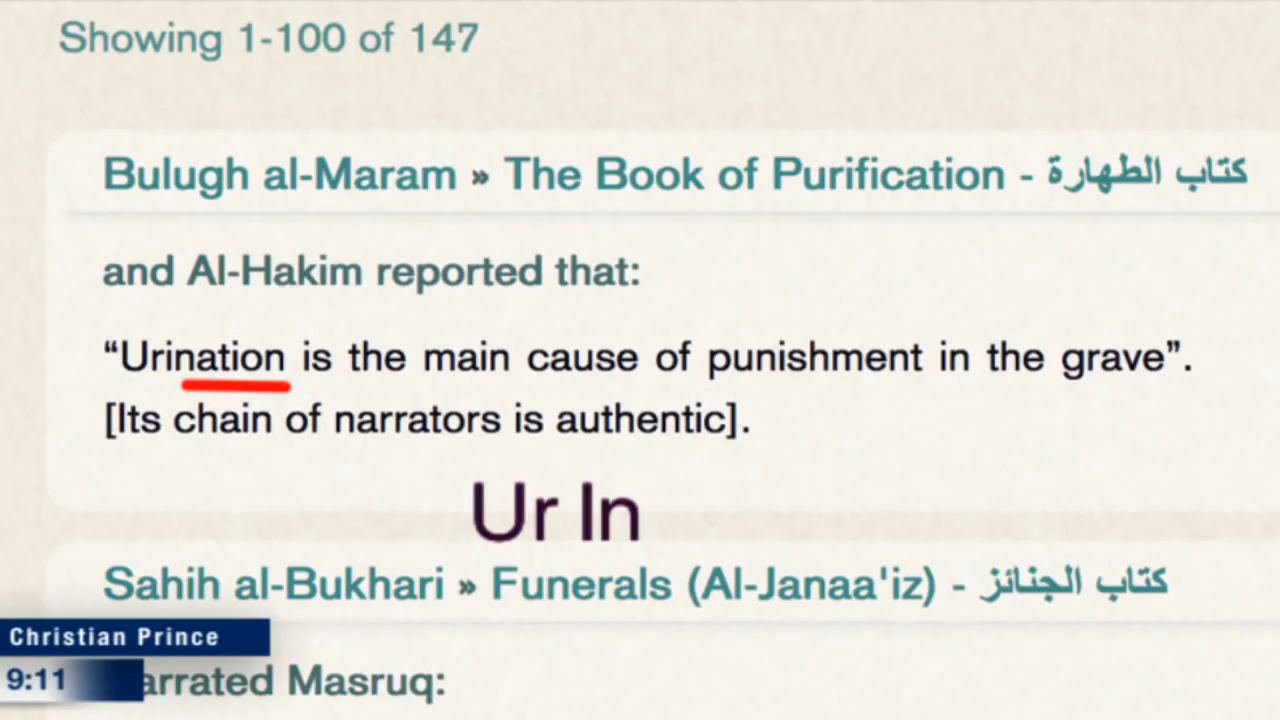 Showing 1-100 of 147
Bulugh al-Maram » The Book of Purification - كتاب الطهارة
and Al-Hakim reported that:
“Urination is the main cause of punishment in the grave”.
[Its chain of narrators is authentic].
Ur In
Sahih al-Bukhari » Funerals (Al-Janaa'iz) - كتاب الجنائز
Christian Prince
9:11
arrated Masruq: